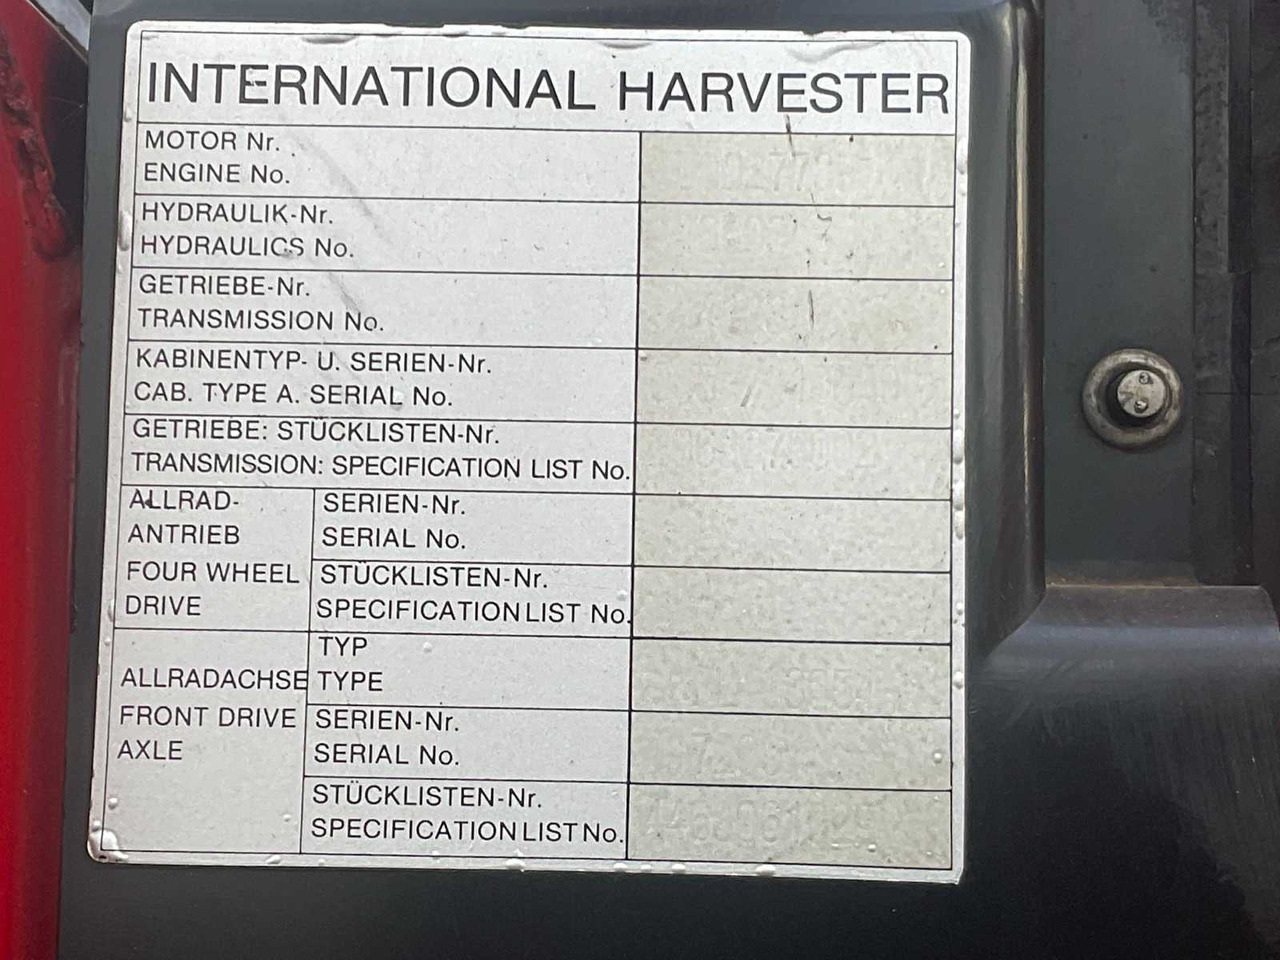 INTERNATIONAL HARVESTER
MOTOR Nr.
ENGINE No.
HYDRAULIK-Nr.
HYDRAULICS No.
GETRIEBE-Nr.
TRANSMISSION No.
KABINENTYP- U. SERIEN-Nr.
CAB. TYPE A. SERIAL No.
GETRIEBE: STÜCKLISTEN-Nr.
TRANSMISSION: SPECIFICATION LIST No.
ALLRAD-
ANTRIEB
FOUR WHEEL
DRIVE
SERIEN-Nr.
SERIAL No.
STÜCKLISTEN-Nr.
SPECIFICATION LIST No.
ALLRADACHSE
FRONT DRIVE
AXLE
TYP
TYPE
SERIEN-Nr.
SERIAL No.
STÜCKLISTEN-Nr.
SPECIFICATION LIST No.